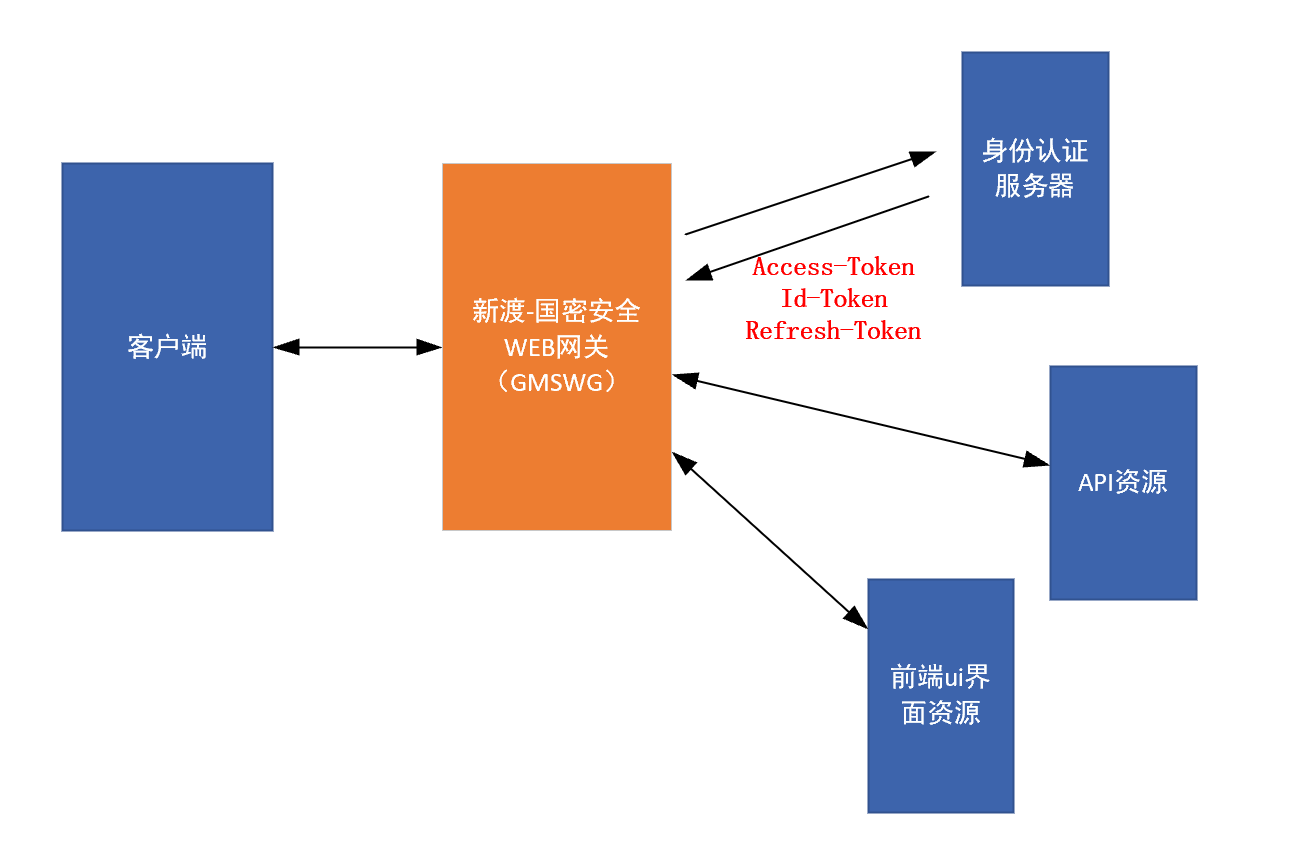 客户端
新渡-国密安全
WEB网关
（GMSWG）
身份认证
服务器
Access-Token
Id-Token
Refresh-Token
API资源
前端ui界
面资源